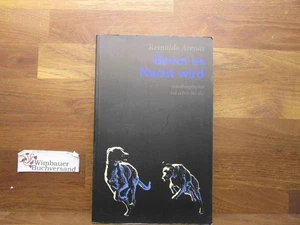 Reinaldo Arenas
Bevor es
Nacht wird
Wimbauer
Buchversand